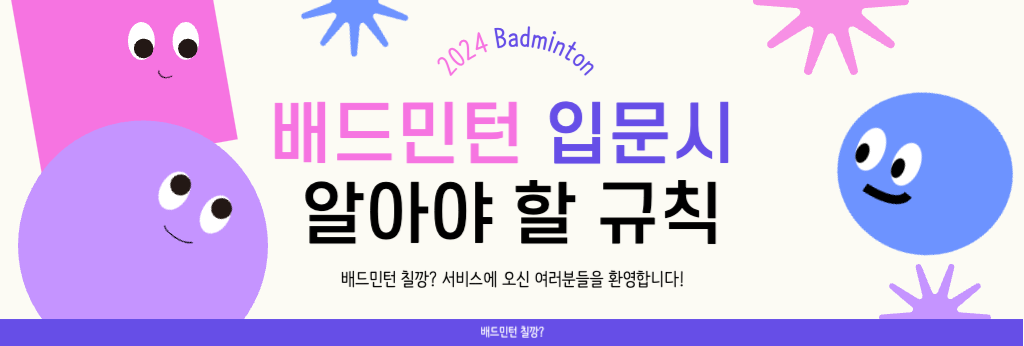 2024 Badminton
배드민턴 입문시
알아야 할 규칙
배드민턴 칠깡? 서비스에 오신 여러분들을 환영합니다!
배드민턴 칠깡?